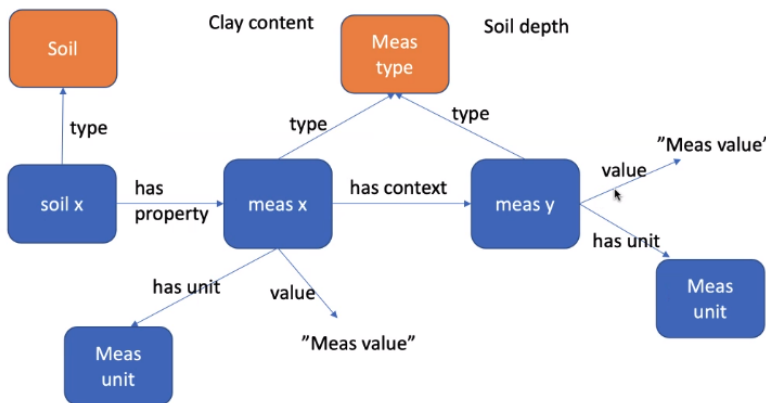 Clay content
Soil depth
Soil
Meas
type
type
type
type
"Meas value'
value
soil x
has
property
meas x
has context
meas y
has unit
has unit
value
Meas
unit
"Meas value"
Meas
unit